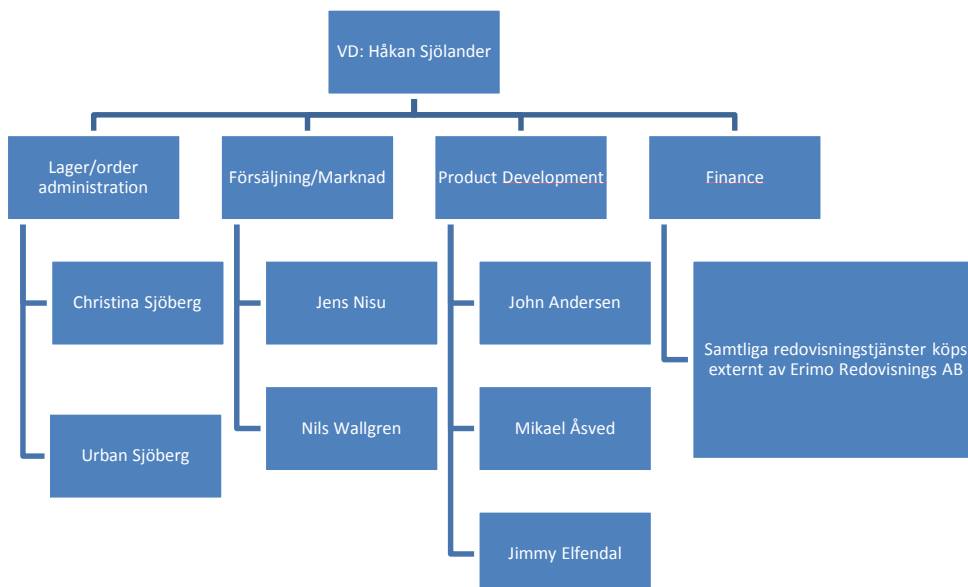 VD: Håkan Sjölander
Lager/order
administration
Försäljning/Marknad
Product Development
Finance
Christina Sjöberg
Jens Nisu
John Andersen
Samtliga redovisningstjänster köps
externt av Erimo Redovisnings AB
Urban Sjöberg
Nils Wallgren
Mikael Åsved
Jimmy Elfendal